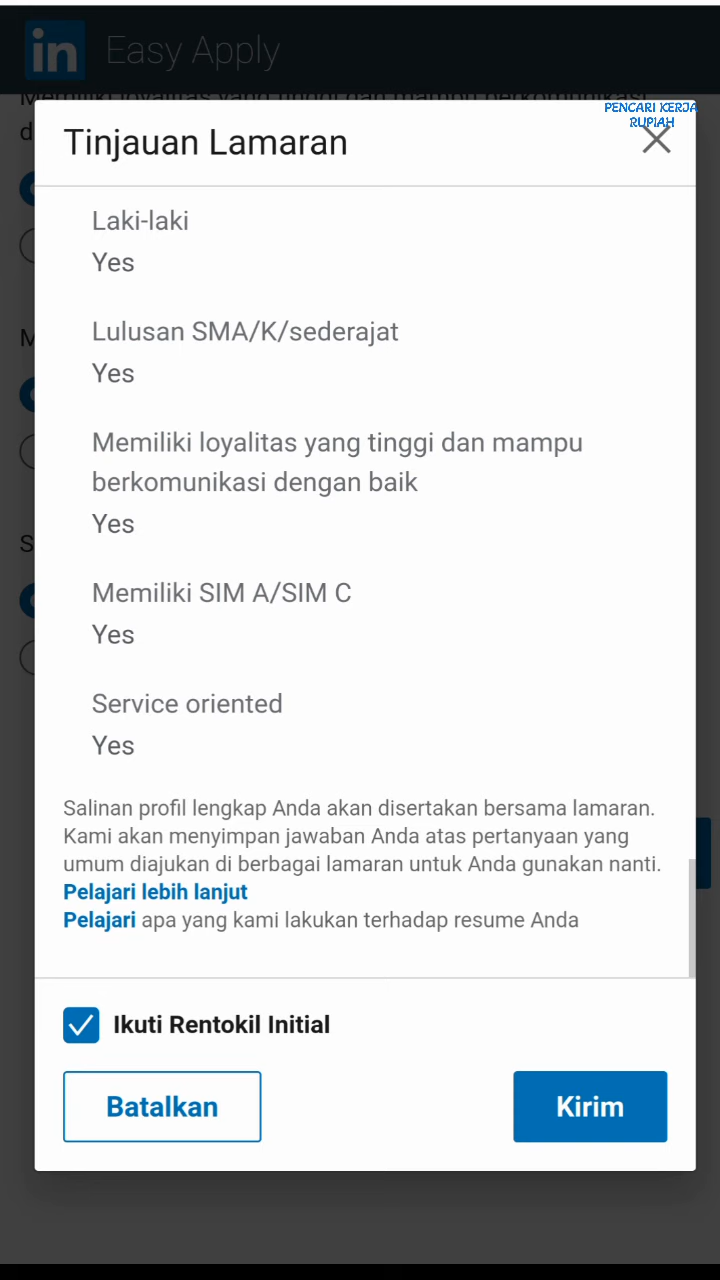 in Easy Apply
PENCARI KERJA
RUPIAH
Tinjauan Lamaran
Laki-laki
Yes
Lulusan SMA/K/sederajat
Yes
Memiliki loyalitas yang tinggi dan mampu
berkomunikasi dengan baik
Yes
Memiliki SIM A/SIM C
Yes
Service oriented
Yes
Salinan profil lengkap Anda akan disertakan bersama lamaran.
Kami akan menyimpan jawaban Anda atas pertanyaan yang
umum diajukan di berbagai lamaran untuk Anda gunakan nanti.
Pelajari lebih lanjut
Pelajari apa yang kami lakukan terhadap resume Anda
Ikuti Rentokil Initial
Batalkan
Kirim